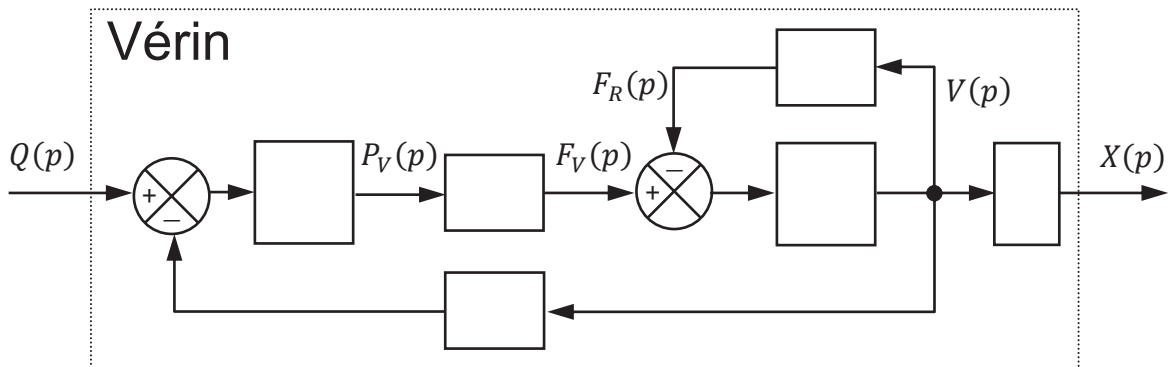 Vérin
F_R(p)
V(p)
Q(p)
P_V(p)
F_V(p)
X(p)
+
−
+
−